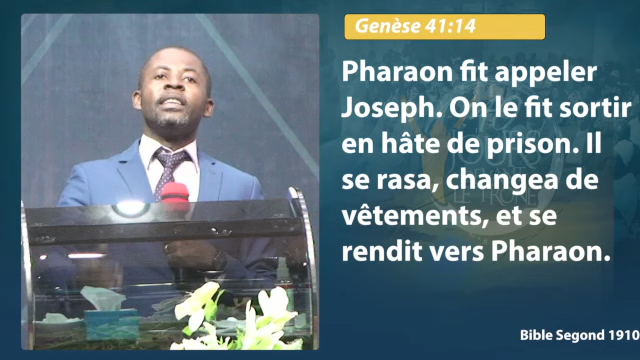 Genèse 41:14
Pharaon fit appeler
Joseph. On le fit sortir
en hâte de prison. Il
se rasa, changea de
vêtements, et se
rendit vers Pharaon.
Bible Segond 1910